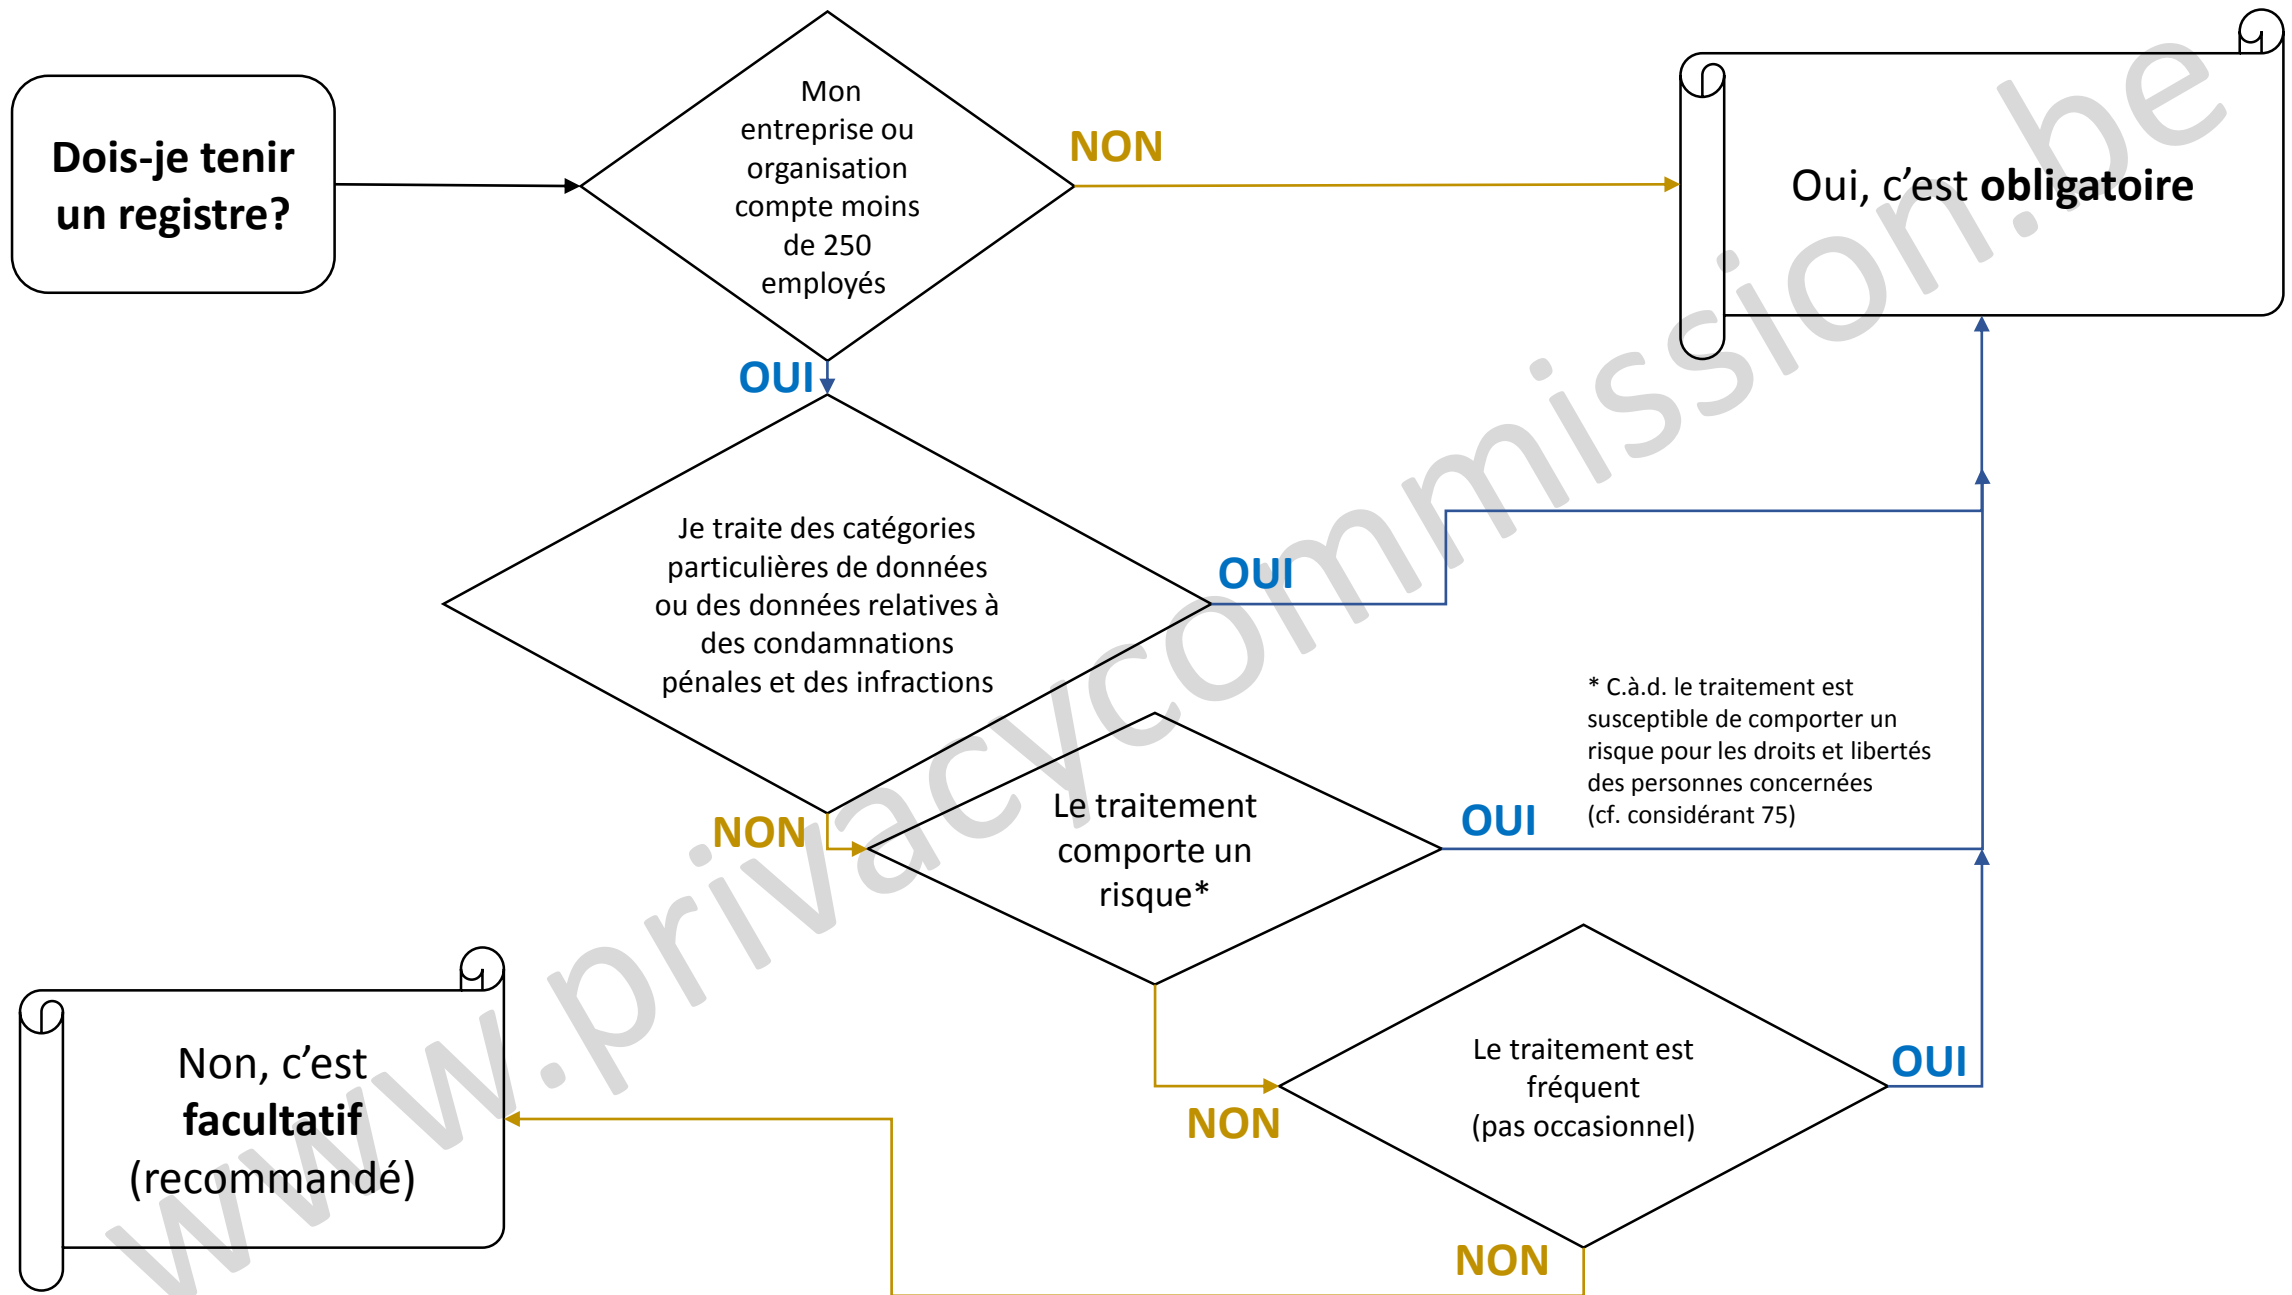 Dois-je tenir
un registre?
Mon
entreprise ou
organisation
compte moins
de 250
employés
NON
Oui, c’est obligatoire
OUI
Je traite des catégories
particulières de données
ou des données relatives à
des condamnations
pénales et des infractions
OUI
* C.à.d. le traitement est
susceptible de comporter un
risque pour les droits et libertés
des personnes concernées
(cf. considérant 75)
NON
Le traitement
comporte un
risque*
OUI
Non, c’est
facultatif
(recommandé)
NON
Le traitement est
fréquent
(pas occasionnel)
OUI
NON
www.privacycommission.be